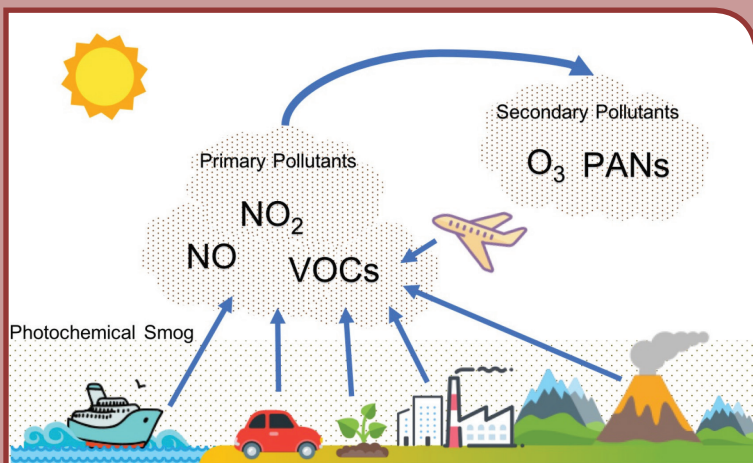 Secondary Pollutants
O₃ PANs
Primary Pollutants
NO₂
NO
VOCs
Photochemical Smog